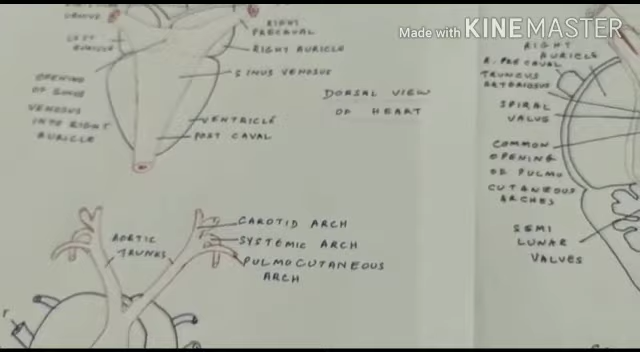 Made with KINEMASTER
VENOSUS
LEFT
AURICLE
RIGHT
PRECAVAL
RIGHT AURICLE
SINUS VENOSUS
OPENING
OF SINUS
VENOSUS
INTO RIGHT
AURICLE
VENTRICLE
POST CAVAL
DORSAL VIEW
OF HEART
AORTIC
TRUNKS
CAROTID ARCH
SYSTEMIC ARCH
PULMOCUTANEOUS
ARCH
RIGHT
AURICLE
R. PRECAVAL
TRUNCUS
ARTERIOSUS
SPIRAL
VALVE
COMMON
OPENING
OF PULMO
CUTANEOUS
ARCHES
SEMI
LUNAR
VALVES